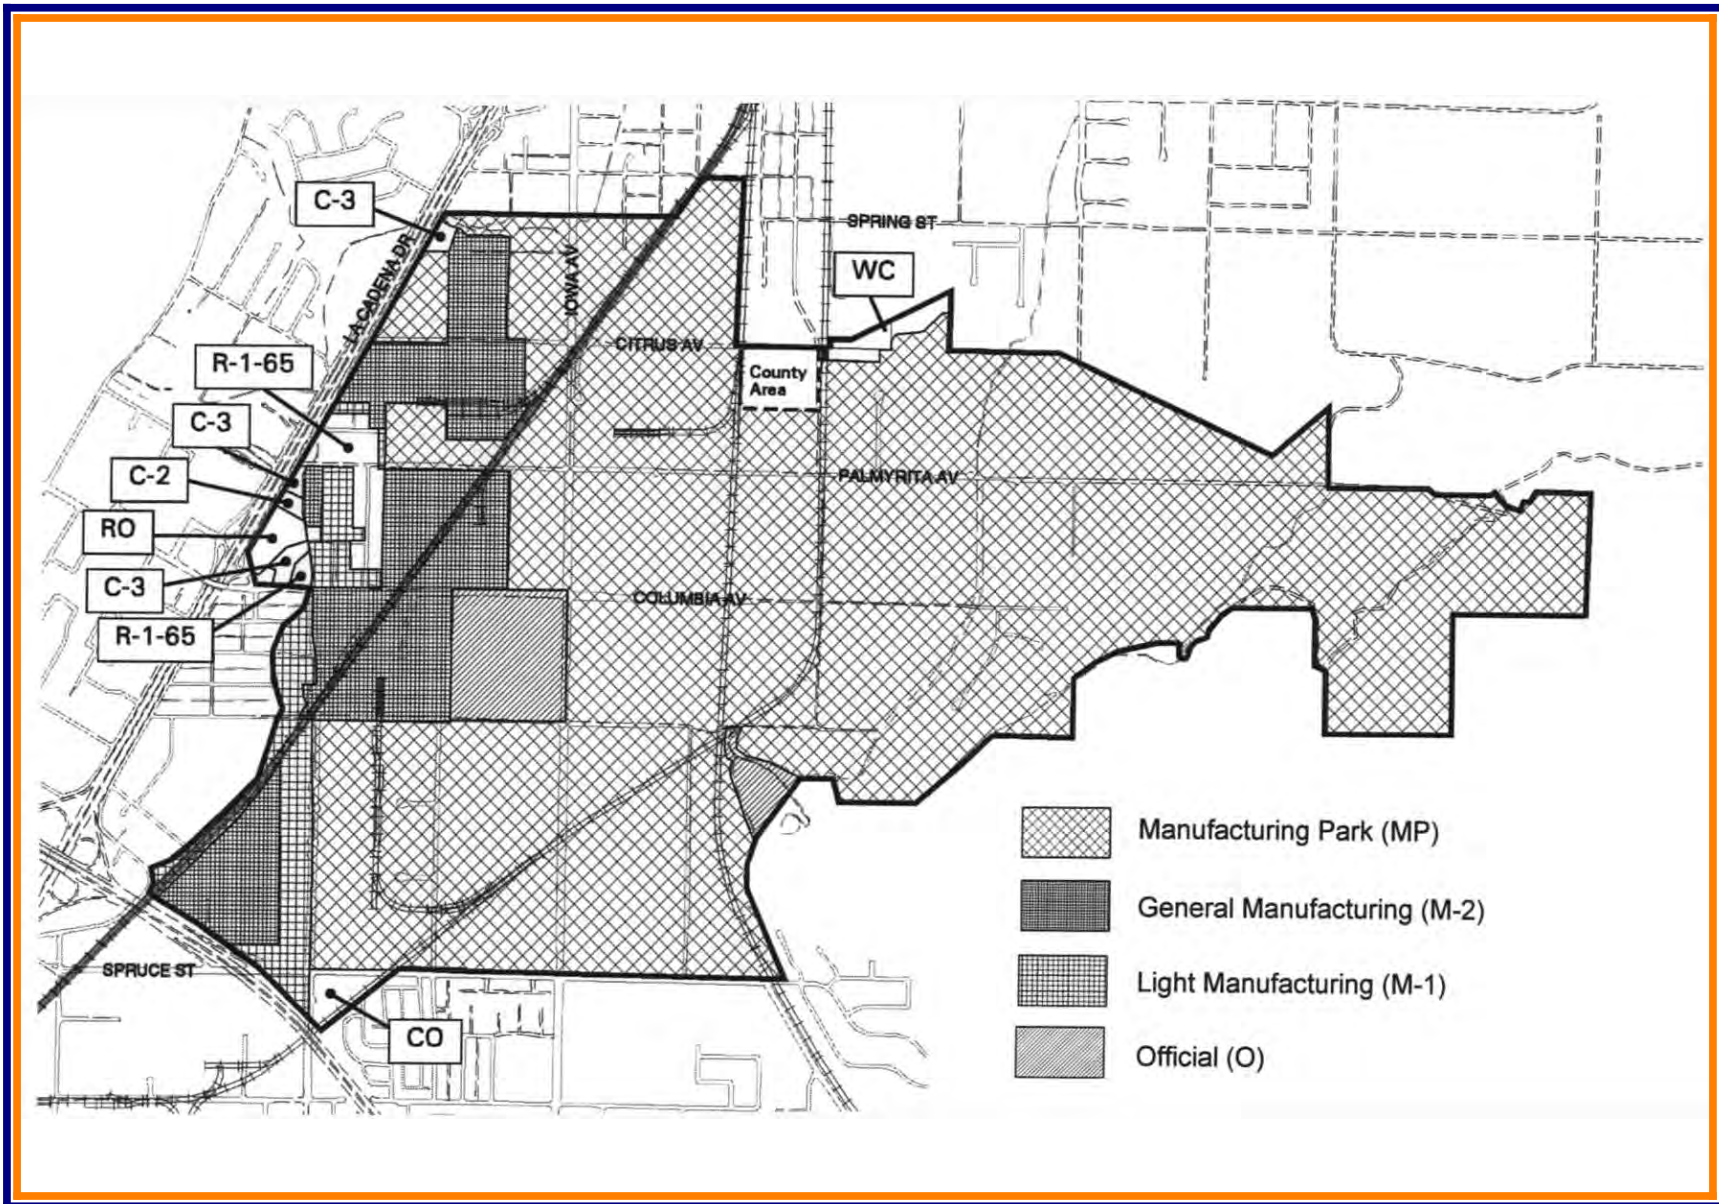 C-3
SPRING ST
LA CADENA DR
IOWA AV
WC
CITRUS AV
R-1-65
County
Area
C-3
C-2
PALMYRITA AV
RO
C-3
COLUMBIA AV
R-1-65
Manufacturing Park (MP)
General Manufacturing (M-2)
SPRUCE ST
Light Manufacturing (M-1)
CO
Official (O)